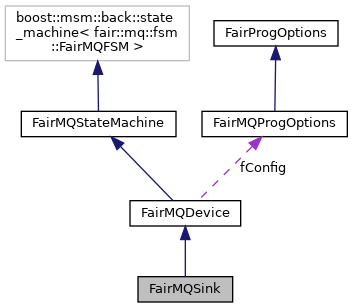 boost::msm::back::state
_machine< fair::mq::fsm
::FairMQFSM >
FairProgOptions
FairMQStateMachine
FairMQProgOptions
fConfig
FairMQDevice
FairMQSink